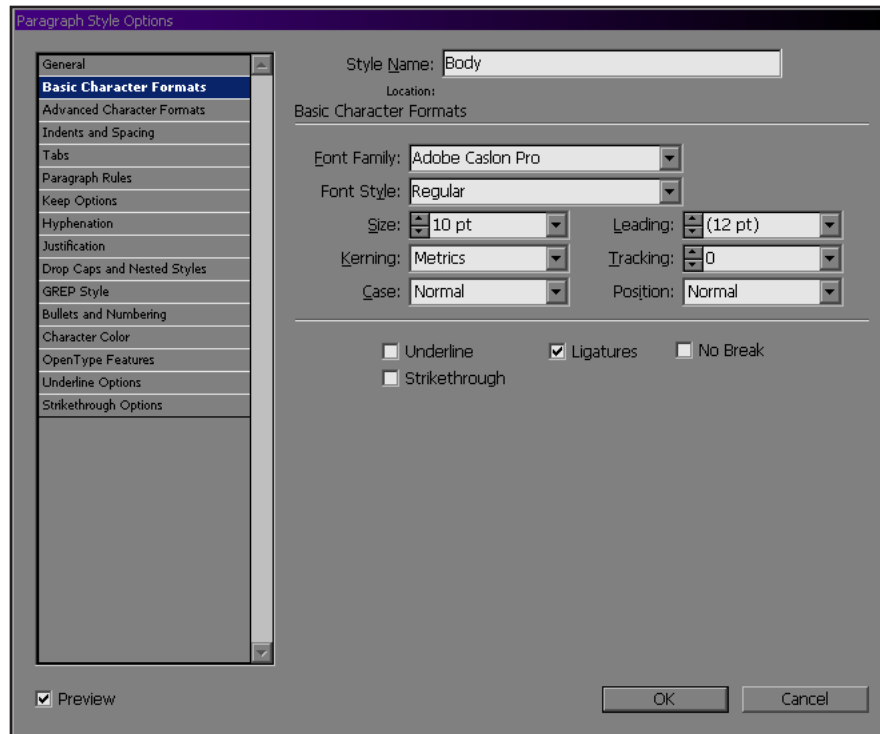 Paragraph Style Options
General
Basic Character Formats
Advanced Character Formats
Indents and Spacing
Tabs
Paragraph Rules
Keep Options
Hyphenation
Justification
Drop Caps and Nested Styles
GREP Style
Bullets and Numbering
Character Color
OpenType Features
Underline Options
Strikethrough Options
Style Name: Body
Location:
Basic Character Formats
Font Family: Adobe Caslon Pro
Font Style: Regular
Size: 10 pt Leading: (12 pt)
Kerning: Metrics Tracking: 0
Case: Normal Position: Normal
Underline Ligatures No Break
Strikethrough
Preview OK Cancel